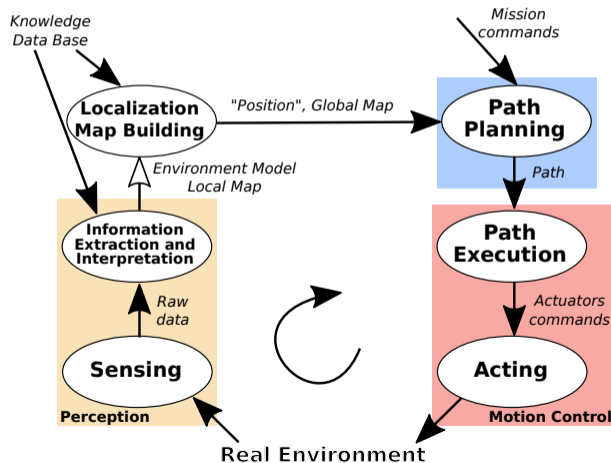 Knowledge
Data Base
Mission
commands
Localization
Map Building
"Position", Global Map
Path
Planning
Environment Model
Local Map
Path
Information
Extraction and
Interpretation
Path
Execution
Raw
data
Actuators
commands
Sensing
Acting
Perception
Motion Control
Real Environment